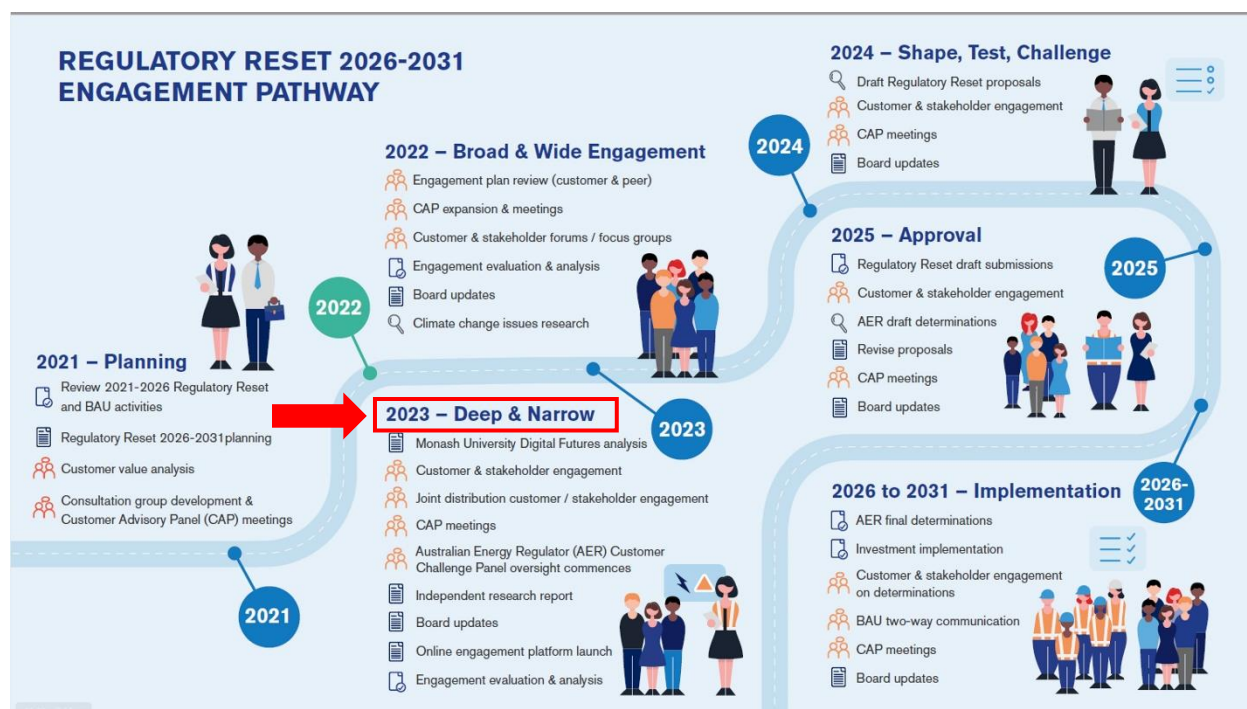 REGULATORY RESET 2026-2031
ENGAGEMENT PATHWAY
2021 – Planning
Review 2021-2026 Regulatory Reset
and BAU activities
Regulatory Reset 2026-2031planning
Customer value analysis
Consultation group development &
Customer Advisory Panel (CAP) meetings
2021
2022
2022 – Broad & Wide Engagement
Engagement plan review (customer & peer)
CAP expansion & meetings
Customer & stakeholder forums / focus groups
Engagement evaluation & analysis
Board updates
Climate change issues research
2023 – Deep & Narrow
Monash University Digital Futures analysis
Customer & stakeholder engagement
Joint distribution customer / stakeholder engagement
CAP meetings
Australian Energy Regulator (AER) Customer
Challenge Panel oversight commences
Independent research report
Board updates
Online engagement platform launch
Engagement evaluation & analysis
2023
2024
2024 – Shape, Test, Challenge
Draft Regulatory Reset proposals
Customer & stakeholder engagement
CAP meetings
Board updates
2025 – Approval
Regulatory Reset draft submissions
Customer & stakeholder engagement
AER draft determinations
Revise proposals
CAP meetings
Board updates
2025
2026 to 2031 – Implementation
AER final determinations
Investment implementation
Customer & stakeholder engagement
on determinations
BAU two-way communication
CAP meetings
Board updates
2026-
2031